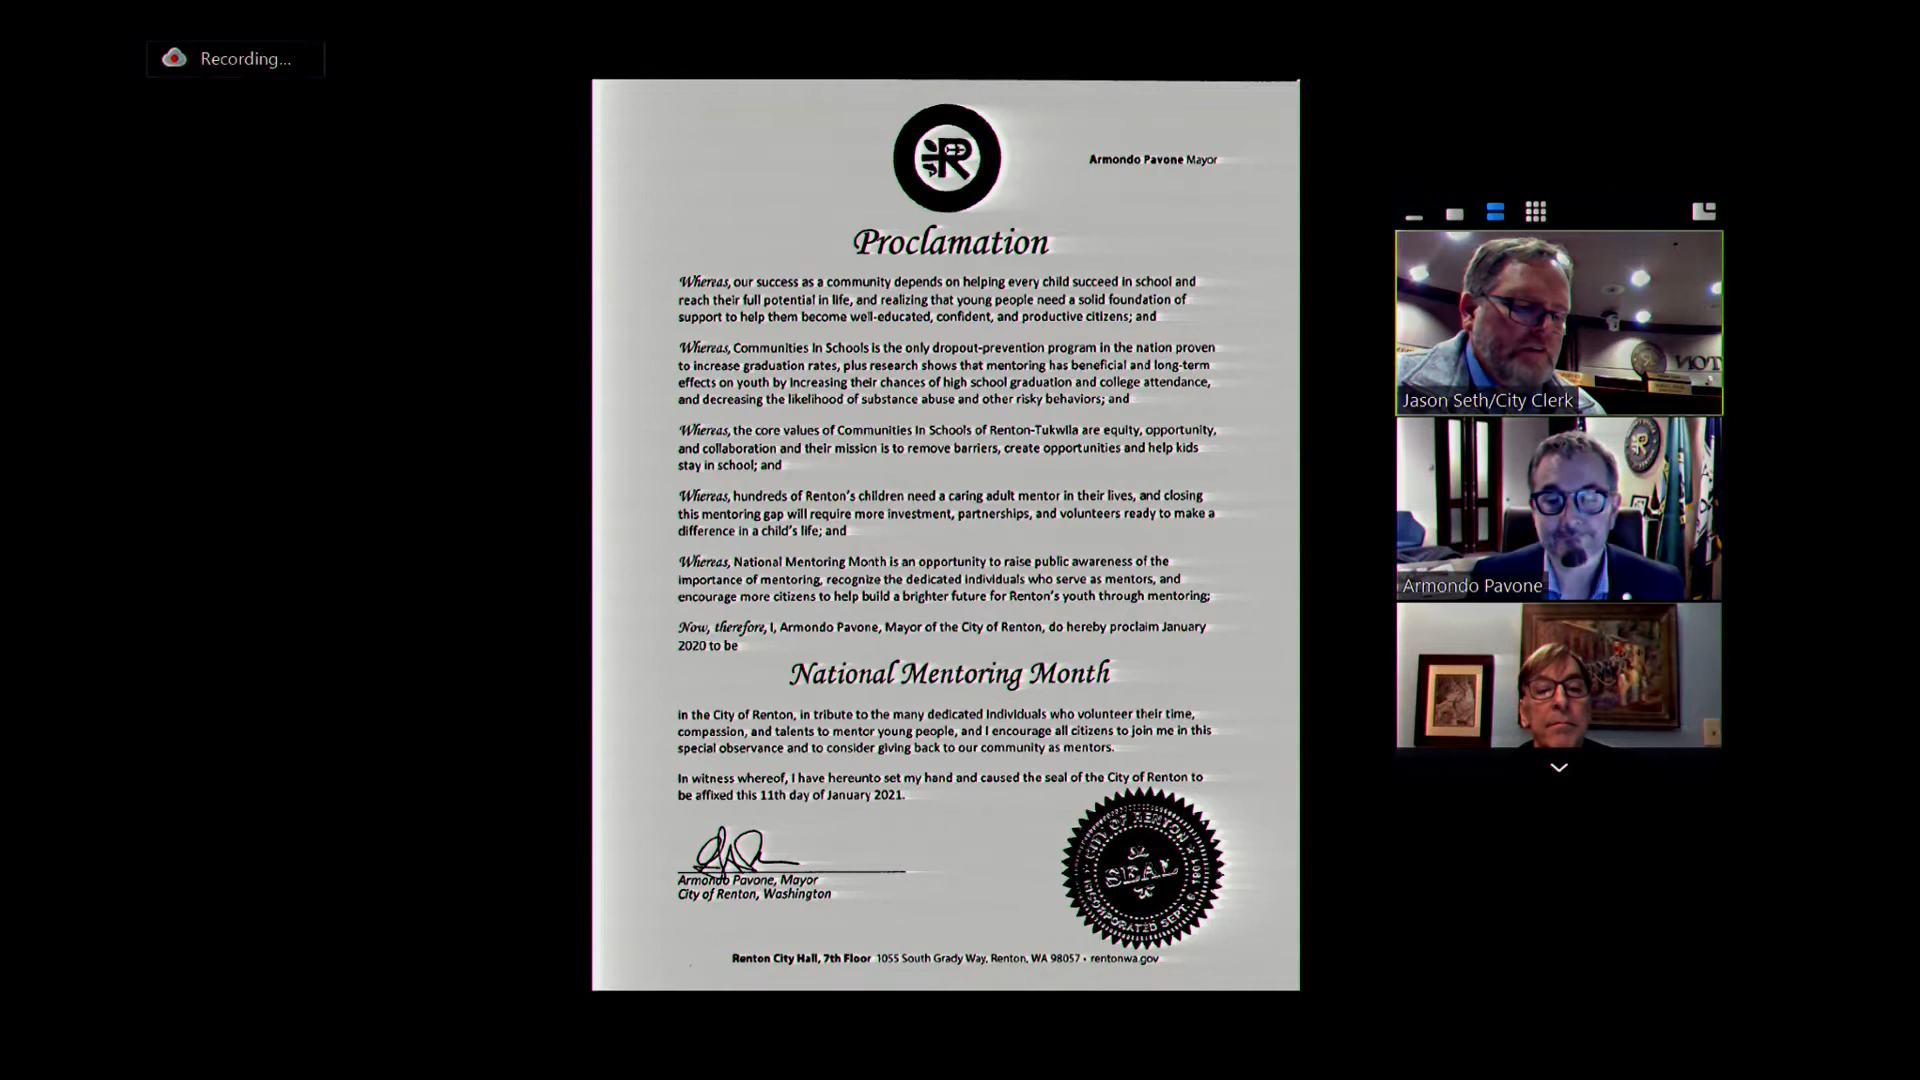 Recording...
R
Armondo Pavone Mayor
Proclamation
Whereas, our success as a community depends on helping every child succeed in school and
reach their full potential in life, and realizing that young people need a solid foundation of
support to help them become well-educated, confident, and productive citizens; and
Whereas, Communities In Schools is the only dropout-prevention program in the nation proven
to increase graduation rates, plus research shows that mentoring has beneficial and long-term
effects on youth by increasing their chances of high school graduation and college attendance,
and decreasing the likelihood of substance abuse and other risky behaviors; and
Whereas, the core values of Communities In Schools of Renton-Tukwila are equity, opportunity,
and collaboration and their mission is to remove barriers, create opportunities and help kids
stay in school; and
Whereas, hundreds of Renton's children need a caring adult mentor in their lives, and closing
this mentoring gap will require more investment, partnerships, and volunteers ready to make a
difference in a child's life; and
Whereas, National Mentoring Month is an opportunity to raise public awareness of the
importance of mentoring, recognize the dedicated individuals who serve as mentors, and
encourage more citizens to help build a brighter future for Renton's youth through mentoring;
Now, therefore, I, Armondo Pavone, Mayor of the City of Renton, do hereby proclaim January
2020 to be
National Mentoring Month
in the City of Renton, in tribute to the many dedicated individuals who volunteer their time,
compassion, and talents to mentor young people, and I encourage all citizens to join me in this
special observance and to consider giving back to our community as mentors.
In witness whereof, I have hereunto set my hand and caused the seal of the City of Renton to
be affixed this 11th day of January 2021.
Armondo Pavone, Mayor
City of Renton, Washington
CITY OF RENTON
SEAL
INCORPORATED SEPT. 6, 1901
Renton City Hall, 7th Floor 1055 South Grady Way, Renton, WA 98057 • rentonwa.gov
Jason Seth/City Clerk
Armondo Pavone